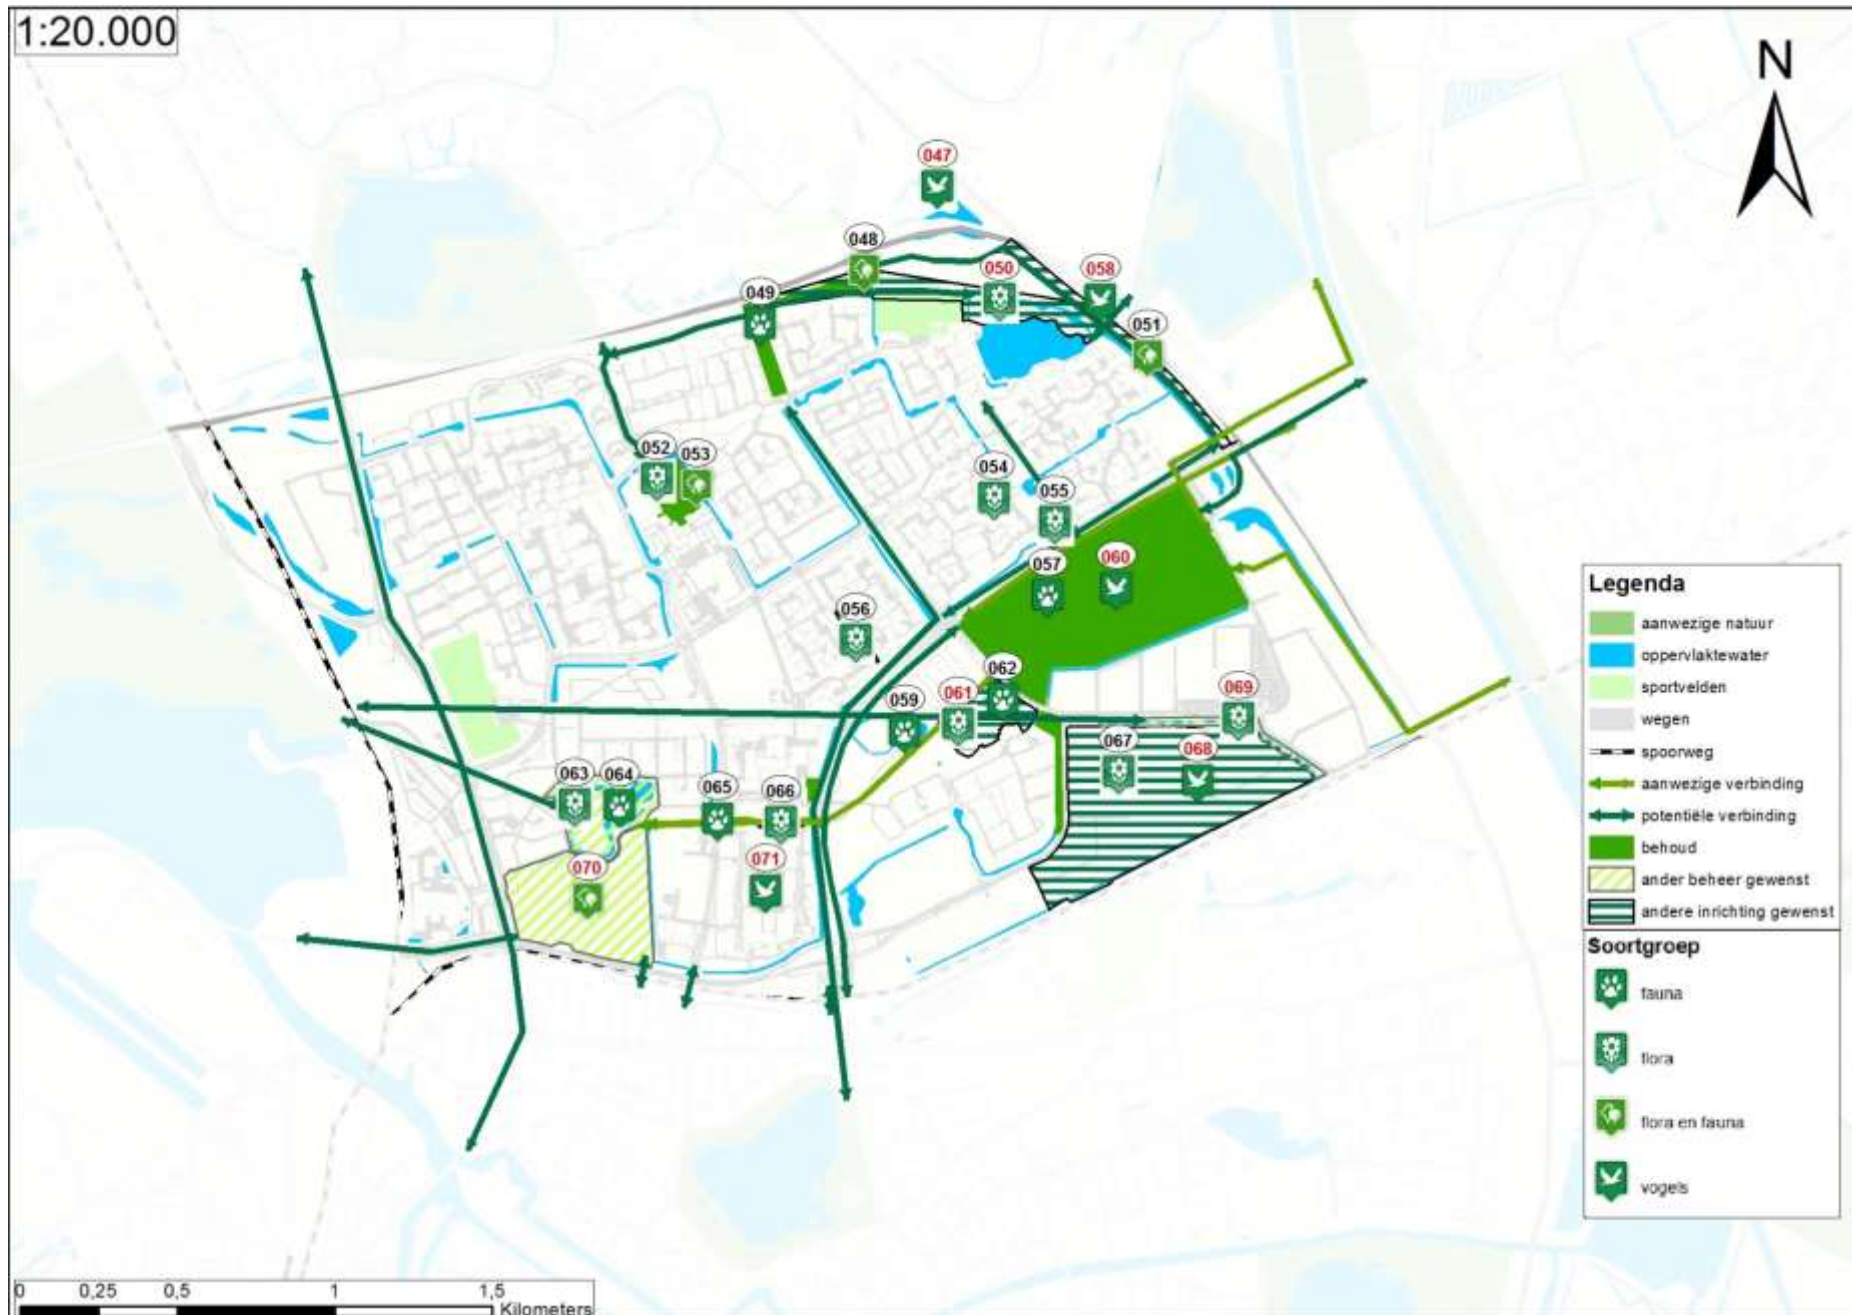 1:20.000
N
047
048
050
058
049
051
052
053
054
055
057
060
056
062
059
061
069
067
068
063
064
065
066
070
071
Legenda
aanwezige natuur
oppervlaktewater
sportvelden
wegen
spoorweg
aanwezige verbinding
potentiële verbinding
behoud
ander beheer gewenst
andere inrichting gewenst
Soortgroep
fauna
flora
flora en fauna
vogels
0 0,25 0,5 1 1,5
Kilometers